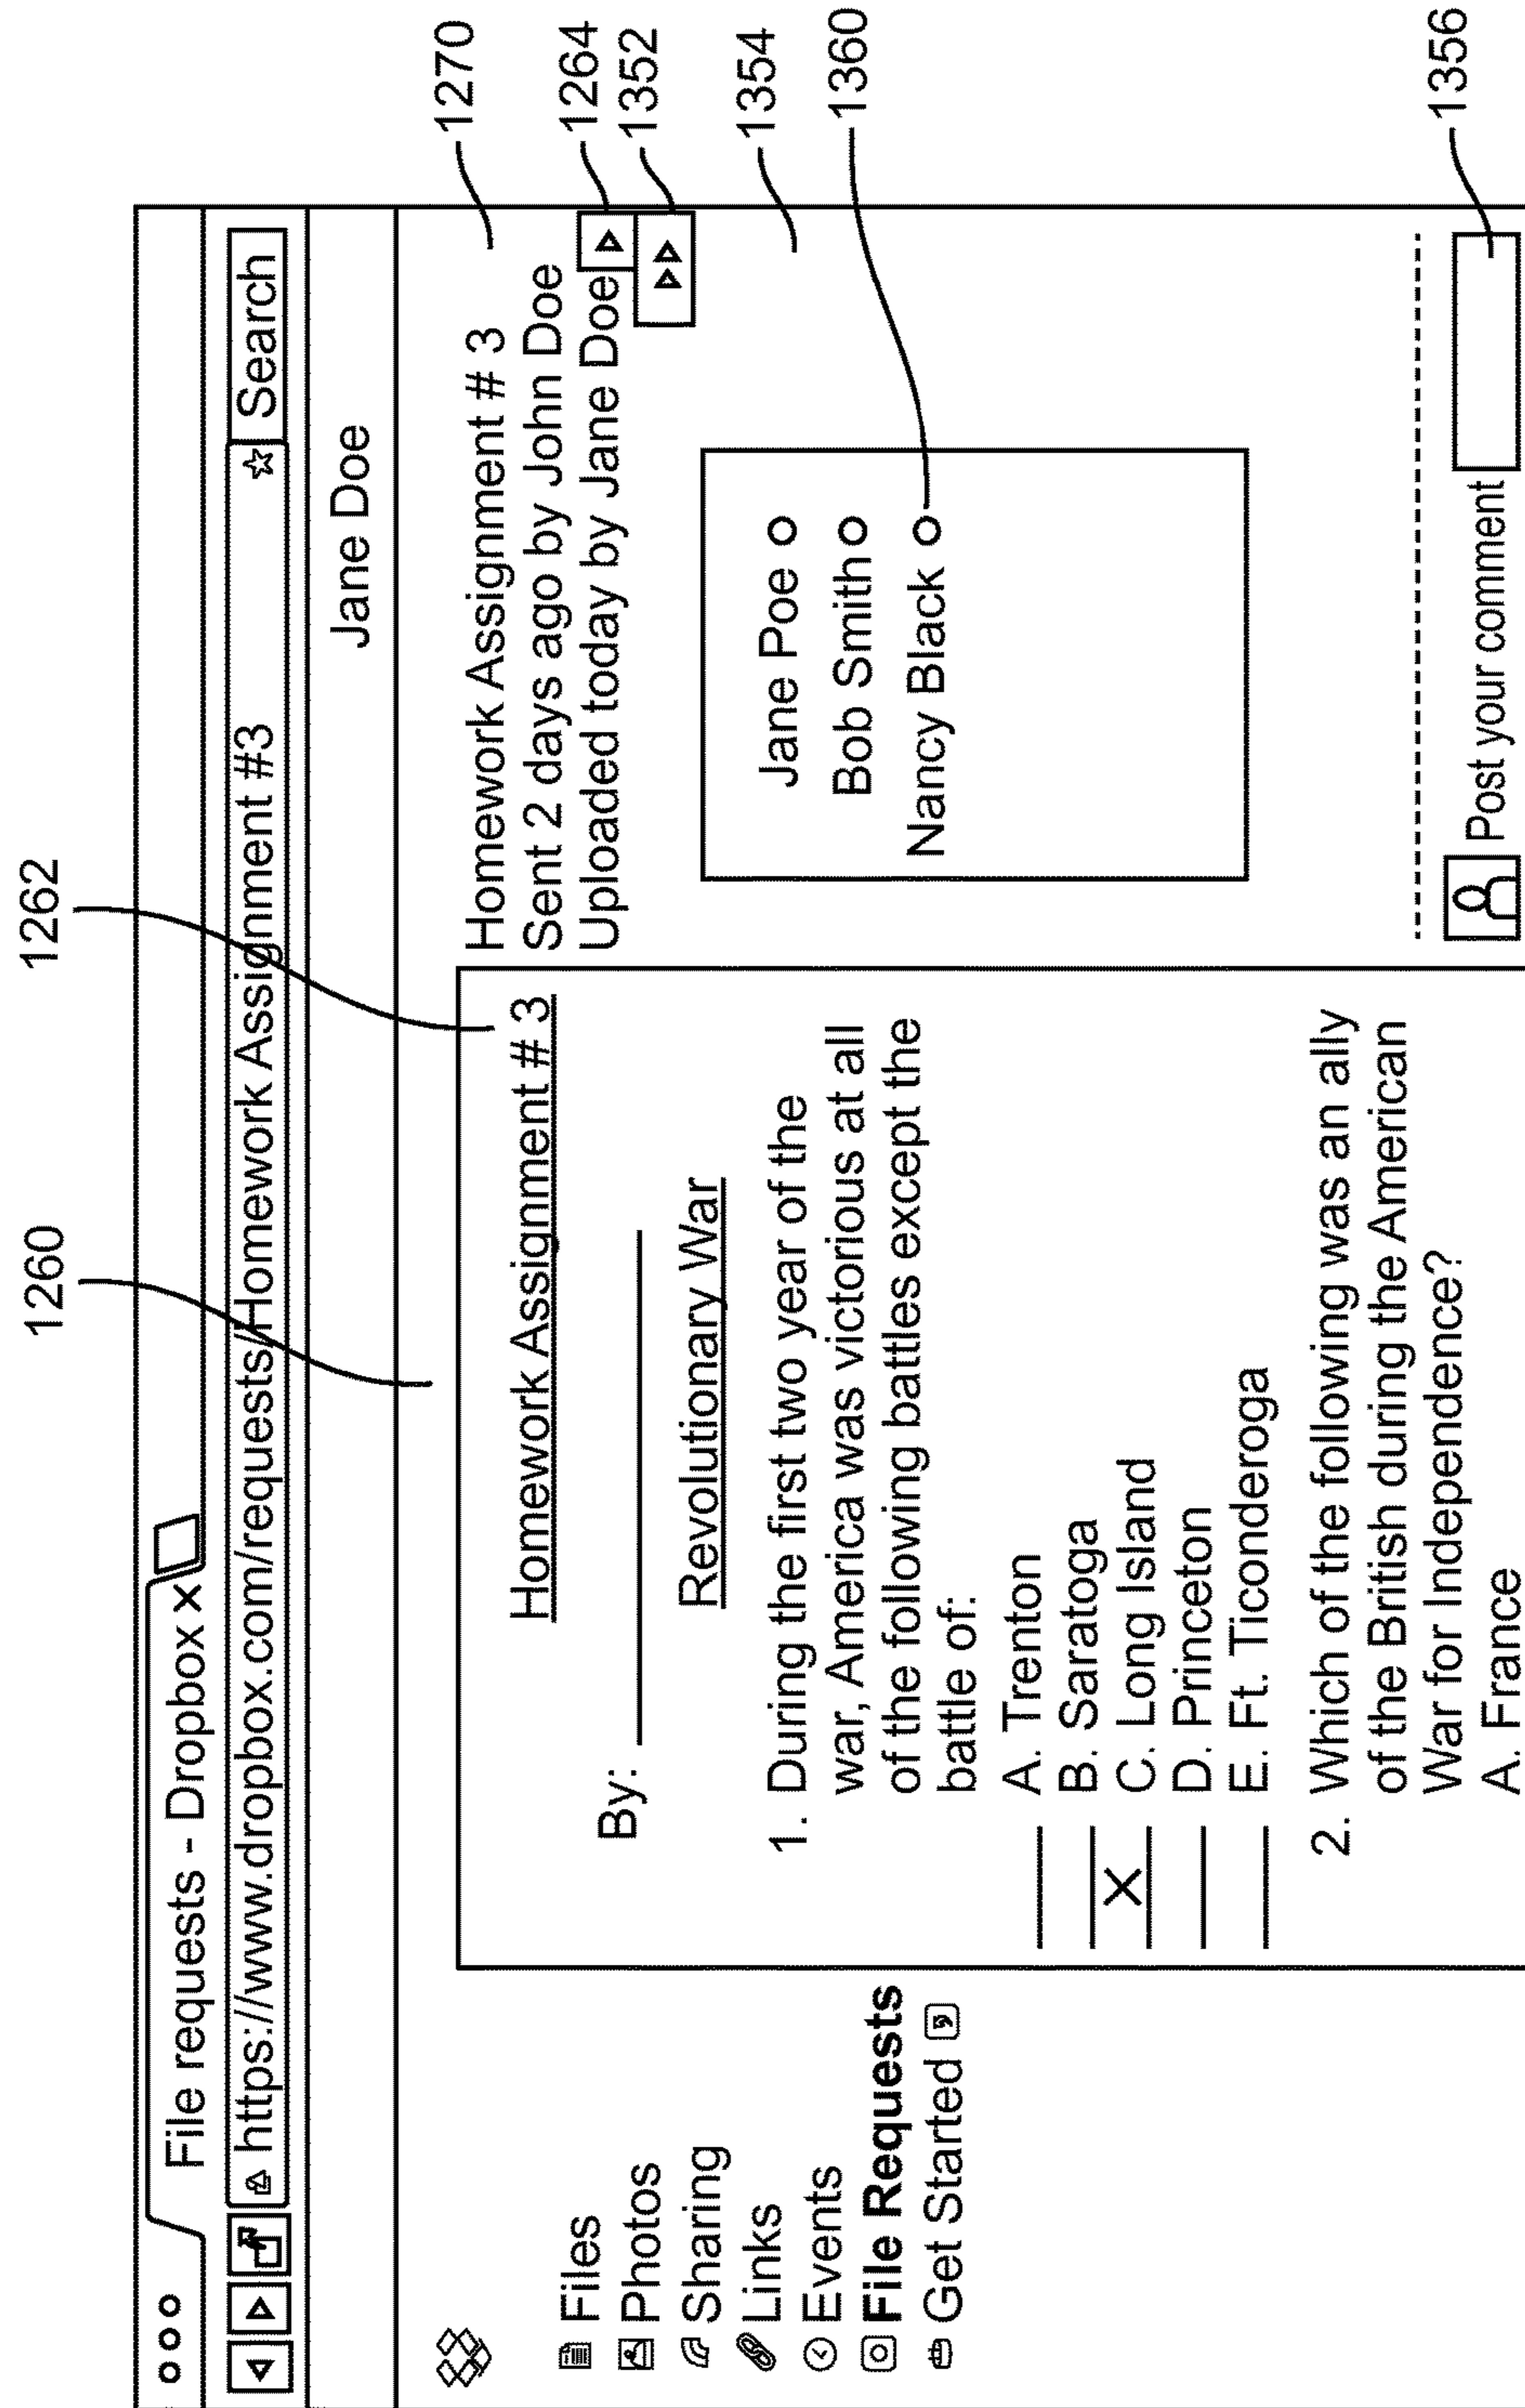 1260
1262
File requests - Dropbox X
https://www.dropbox.com/requests/Homework Assignment #3
Search
Jane Doe
Files
Photos
Sharing
Links
Events
File Requests
Get Started
Homework Assignment # 3
By:
Revolutionary War
1. During the first two year of the
war, America was victorious at all
of the following battles except the
battle of:
A. Trenton
B. Saratoga
X C. Long Island
D. Princeton
E. Ft. Ticonderoga
2. Which of the following was an ally
of the British during the American
War for Independence?
A. France
Homework Assignment # 3
Sent 2 days ago by John Doe
Uploaded today by Jane Doe
Jane Poe
Bob Smith
Nancy Black
Post your comment
1270
1264
1352
1354
1360
1356